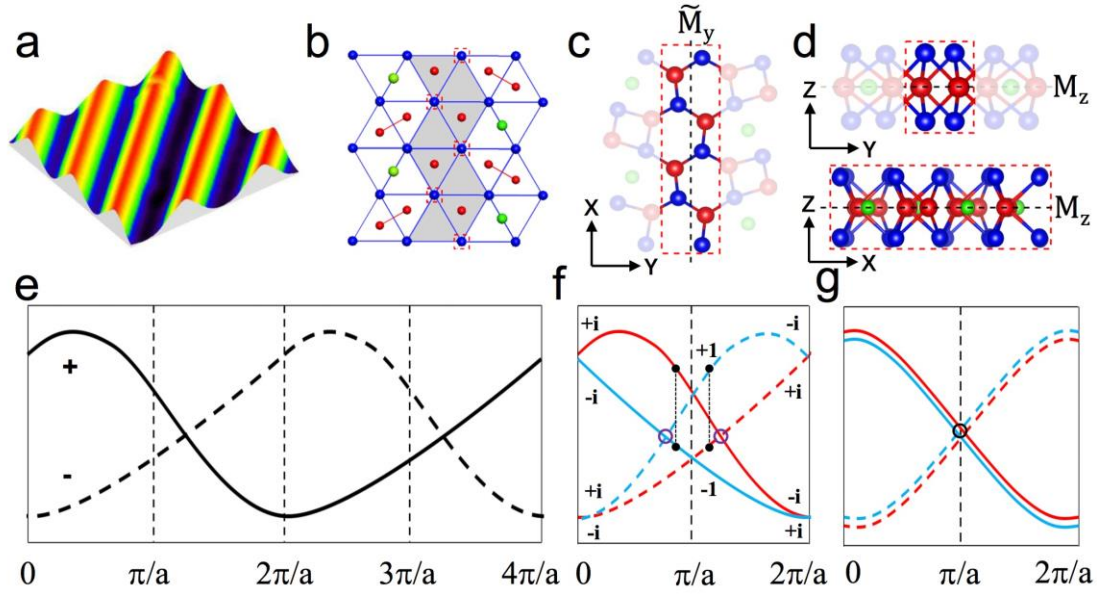 a
b
c
d
M̃y
Z
Y
Mz
X
Y
Z
X
Mz
e
+
-
0
π/a
2π/a
3π/a
4π/a
f
+i
-i
+1
-i
+i
+i
-i
-1
-i
+i
0
π/a
2π/a
g
0
π/a
2π/a